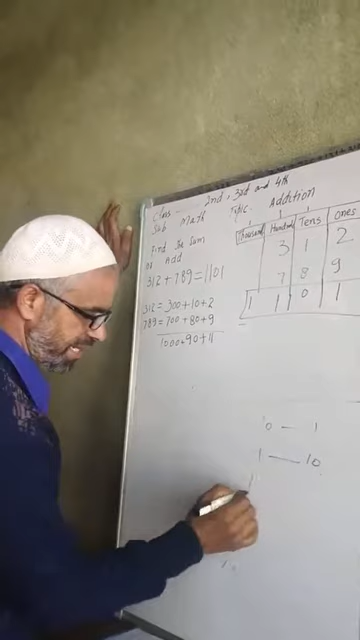 Class - 2nd, 3rd and 4th
Sub Math Topic: Addition
Find the Sum
or Add
312 + 789 = 1101
312 = 300+10+2
789 = 700+80+9
1000+90+11
Thousand Hundred Tens Ones
3 1 2
7 8 9
1 1 0 1
0 — 1
1 — 10